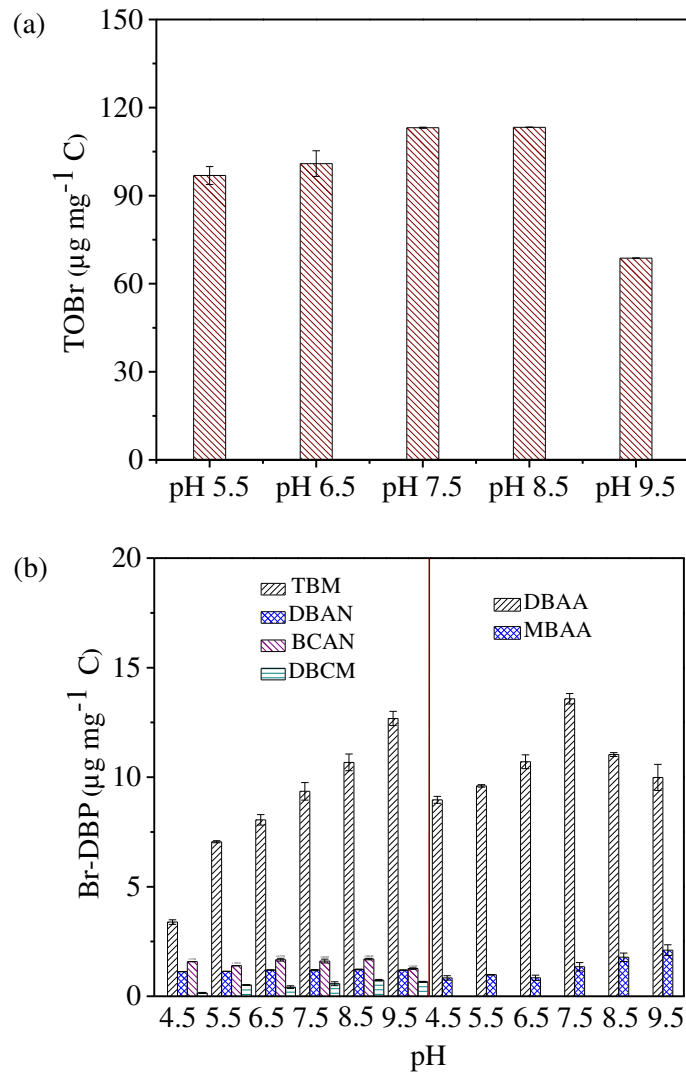 (a)
150
120
90
60
30
0
TOBr (µg mg⁻¹ C)
pH 5.5 pH 6.5 pH 7.5 pH 8.5 pH 9.5
(b)
20
15
10
5
0
Br-DBP (µg mg⁻¹ C)
TBM
DBAN
BCAN
DBCM
DBAA
MBAA
4.5 5.5 6.5 7.5 8.5 9.5 4.5 5.5 6.5 7.5 8.5 9.5
pH